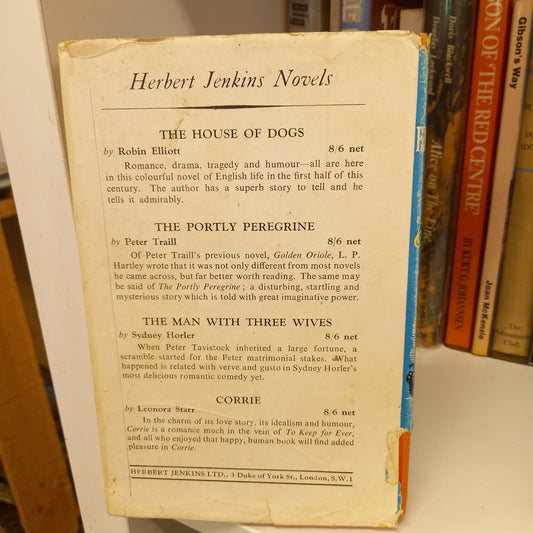 Herbert Jenkins Novels
THE HOUSE OF DOGS
by Robin Elliott 8/6 net
Romance, drama, tragedy and humour—all are here
in this colourful novel of English life in the first half of this
century. The author has a superb story to tell and he
tells it admirably.
THE PORTLY PEREGRINE
by Peter Traill 8/6 net
Of Peter Traill's previous novel, Golden Oriole, L. P.
Hartley wrote that it was not only different from most novels
he came across, but far better worth reading. The same may
be said of The Portly Peregrine; a disturbing, startling and
mysterious story which is told with great imaginative power.
THE MAN WITH THREE WIVES
by Sydney Horler 8/6 net
When Peter Tavistock inherited a large fortune, a
scramble started for the Peter matrimonial stakes. What
happened is related with verve and gusto in Sydney Horler's
most delicious romantic comedy yet.
CORRIE
by Leonora Starr 8/6 net
In the charm of its love story, its idealism and humour,
Corrie is a romance much in the vein of To Keep for Ever,
and all who enjoyed that happy, human book will find added
pleasure in Corrie.
HERBERT JENKINS LTD., 3 Duke of York St., London, S.W.1
Big
Doris Blackwell
Douglas Lockwood
Alice on the Line
ON OF 'THE RED CENTRE'
BY KURT G. JOHANNSEN
Gibson's Way
Joan McKenzie
The
Club